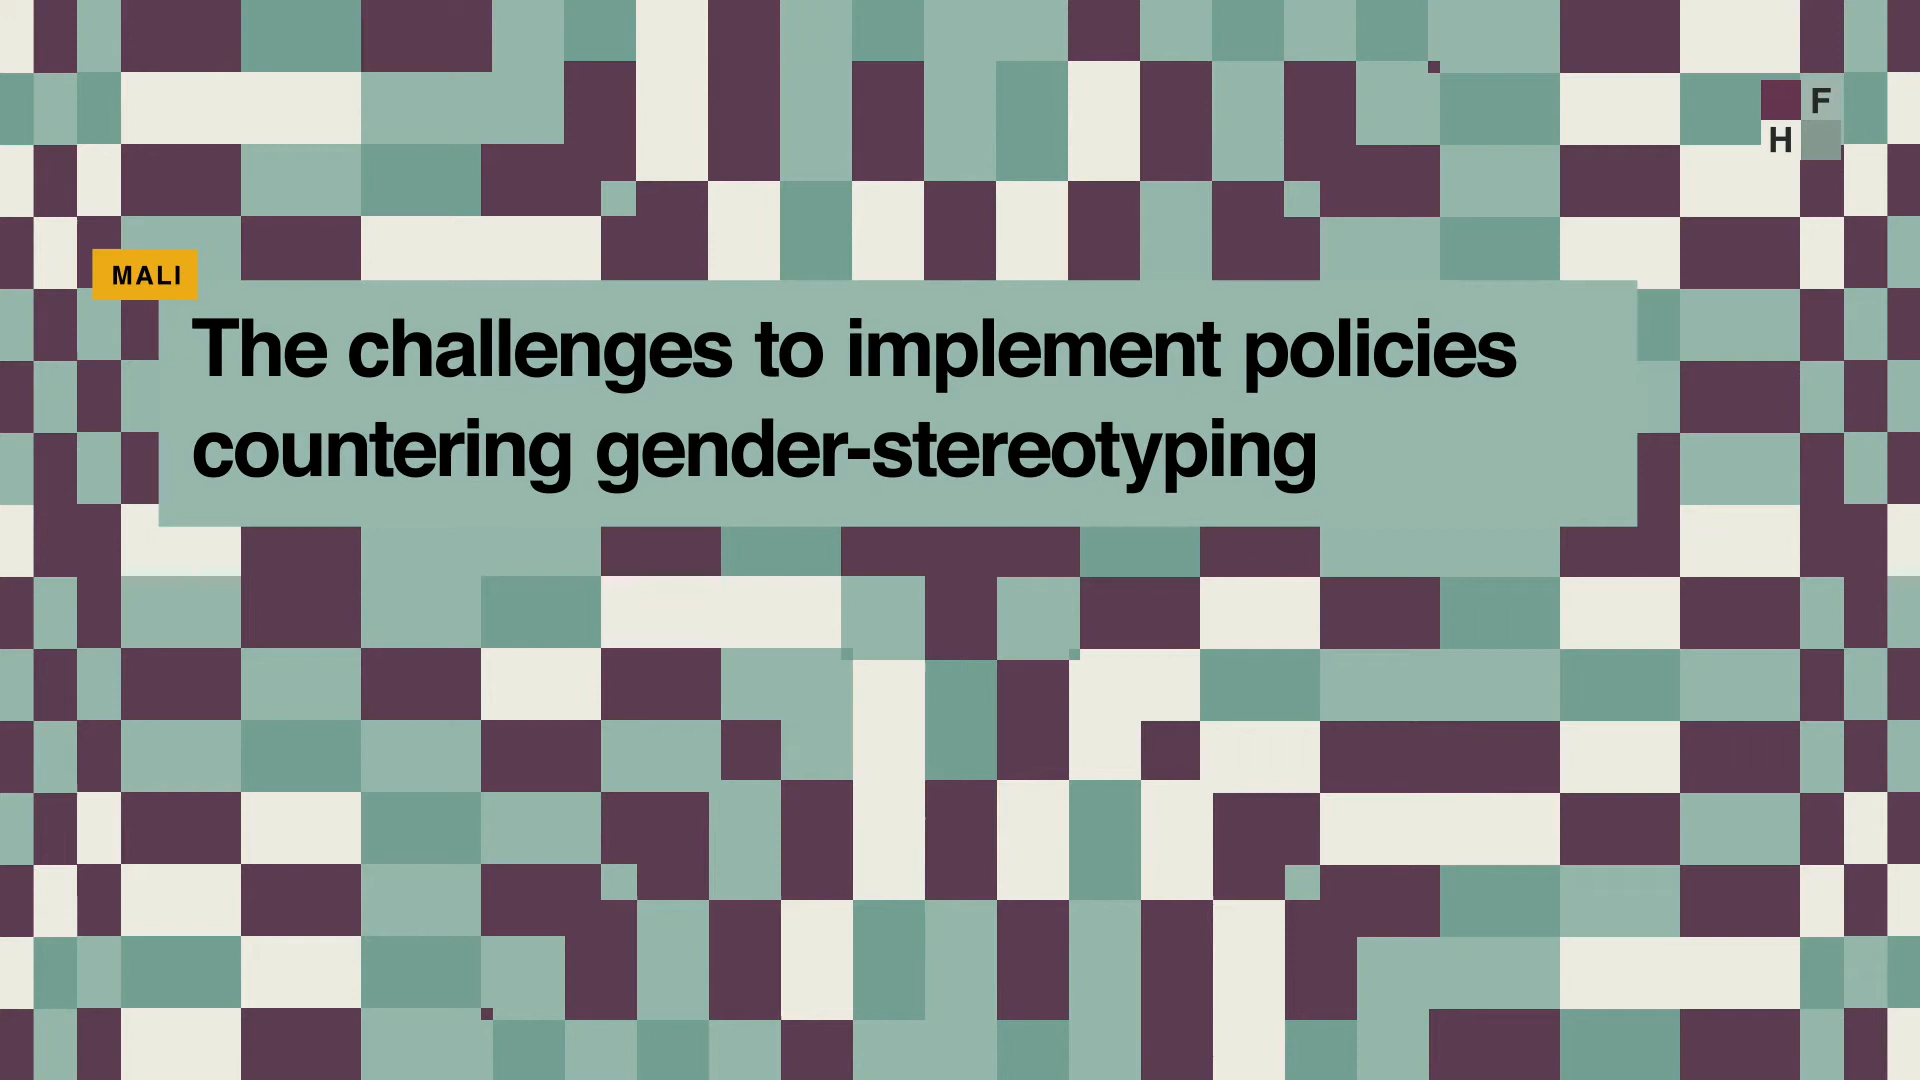 F
H
MALI
The challenges to implement policies
countering gender-stereotyping